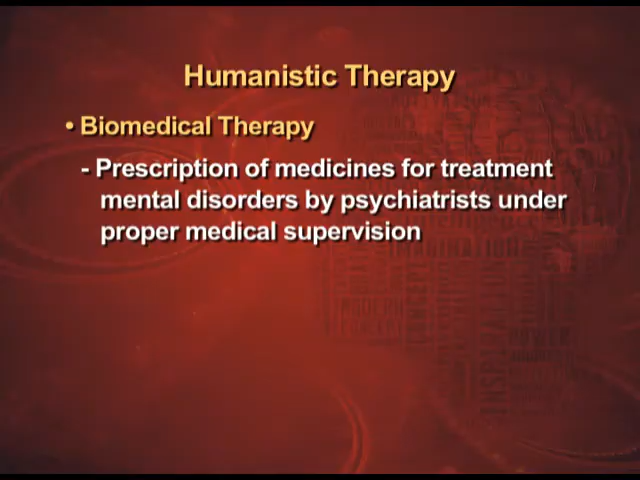 Humanistic Therapy
• Biomedical Therapy
- Prescription of medicines for treatment
mental disorders by psychiatrists under
proper medical supervision